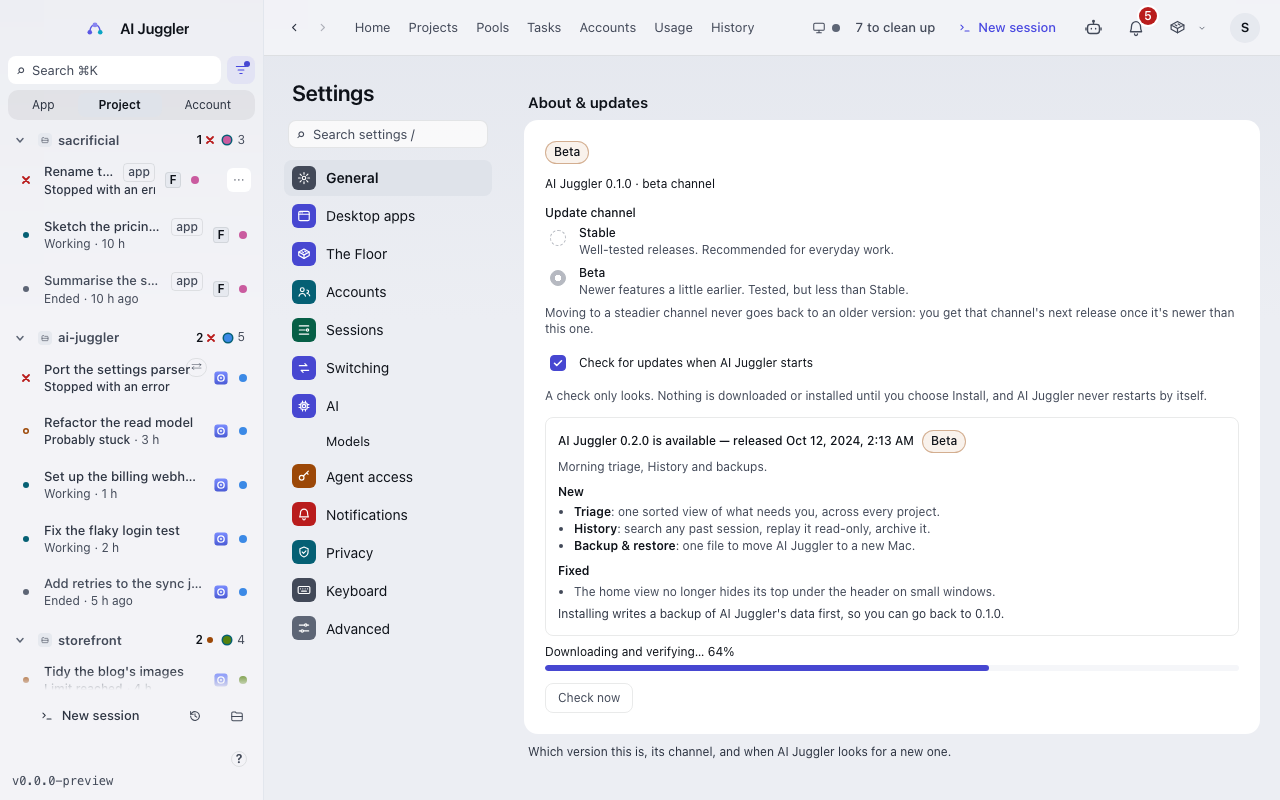 AI Juggler
Search ⌘K
App Project Account
sacrificial 1 3
Rename t... app F
Stopped with an
Sketch the pricin... app F
Working · 10 h
Summarise the s... app F
Ended · 10 h ago
ai-juggler 2 5
Port the settings parser
Stopped with an error
Refactor the read model
Probably stuck · 3 h
Set up the billing webh...
Working · 1 h
Fix the flaky login test
Working · 2 h
Add retries to the sync j...
Ended · 5 h ago
storefront 2 4
Tidy the blog's images
New session
?
v0.0.0-preview
Home Projects Pools Tasks Accounts Usage History
7 to clean up
New session
5
S
Settings
Search settings /
General
Desktop apps
The Floor
Accounts
Sessions
Switching
AI
Models
Agent access
Notifications
Privacy
Keyboard
Advanced
About & updates
Beta
AI Juggler 0.1.0 · beta channel
Update channel
Stable
Well-tested releases. Recommended for everyday work.
Beta
Newer features a little earlier. Tested, but less than Stable.
Moving to a steadier channel never goes back to an older version: you get that channel's next release once it's newer than
this one.
Check for updates when AI Juggler starts
A check only looks. Nothing is downloaded or installed until you choose Install, and AI Juggler never restarts by itself.
AI Juggler 0.2.0 is available — released Oct 12, 2024, 2:13 AM Beta
Morning triage, History and backups.
New
• Triage: one sorted view of what needs you, across every project.
• History: search any past session, replay it read-only, archive it.
• Backup & restore: one file to move AI Juggler to a new Mac.
Fixed
• The home view no longer hides its top under the header on small windows.
Installing writes a backup of AI Juggler's data first, so you can go back to 0.1.0.
Downloading and verifying... 64%
Check now
Which version this is, its channel, and when AI Juggler looks for a new one.